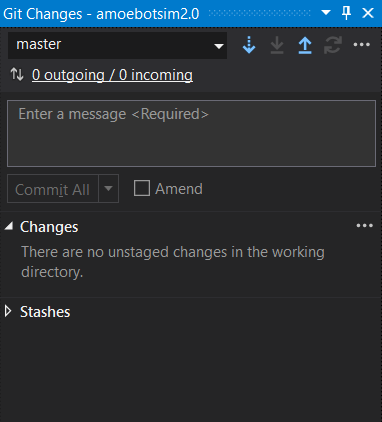 Git Changes - amoebotsim2.0
master
0 outgoing / 0 incoming
Enter a message <Required>
Commit All
Amend
Changes
There are no unstaged changes in the working
directory.
Stashes